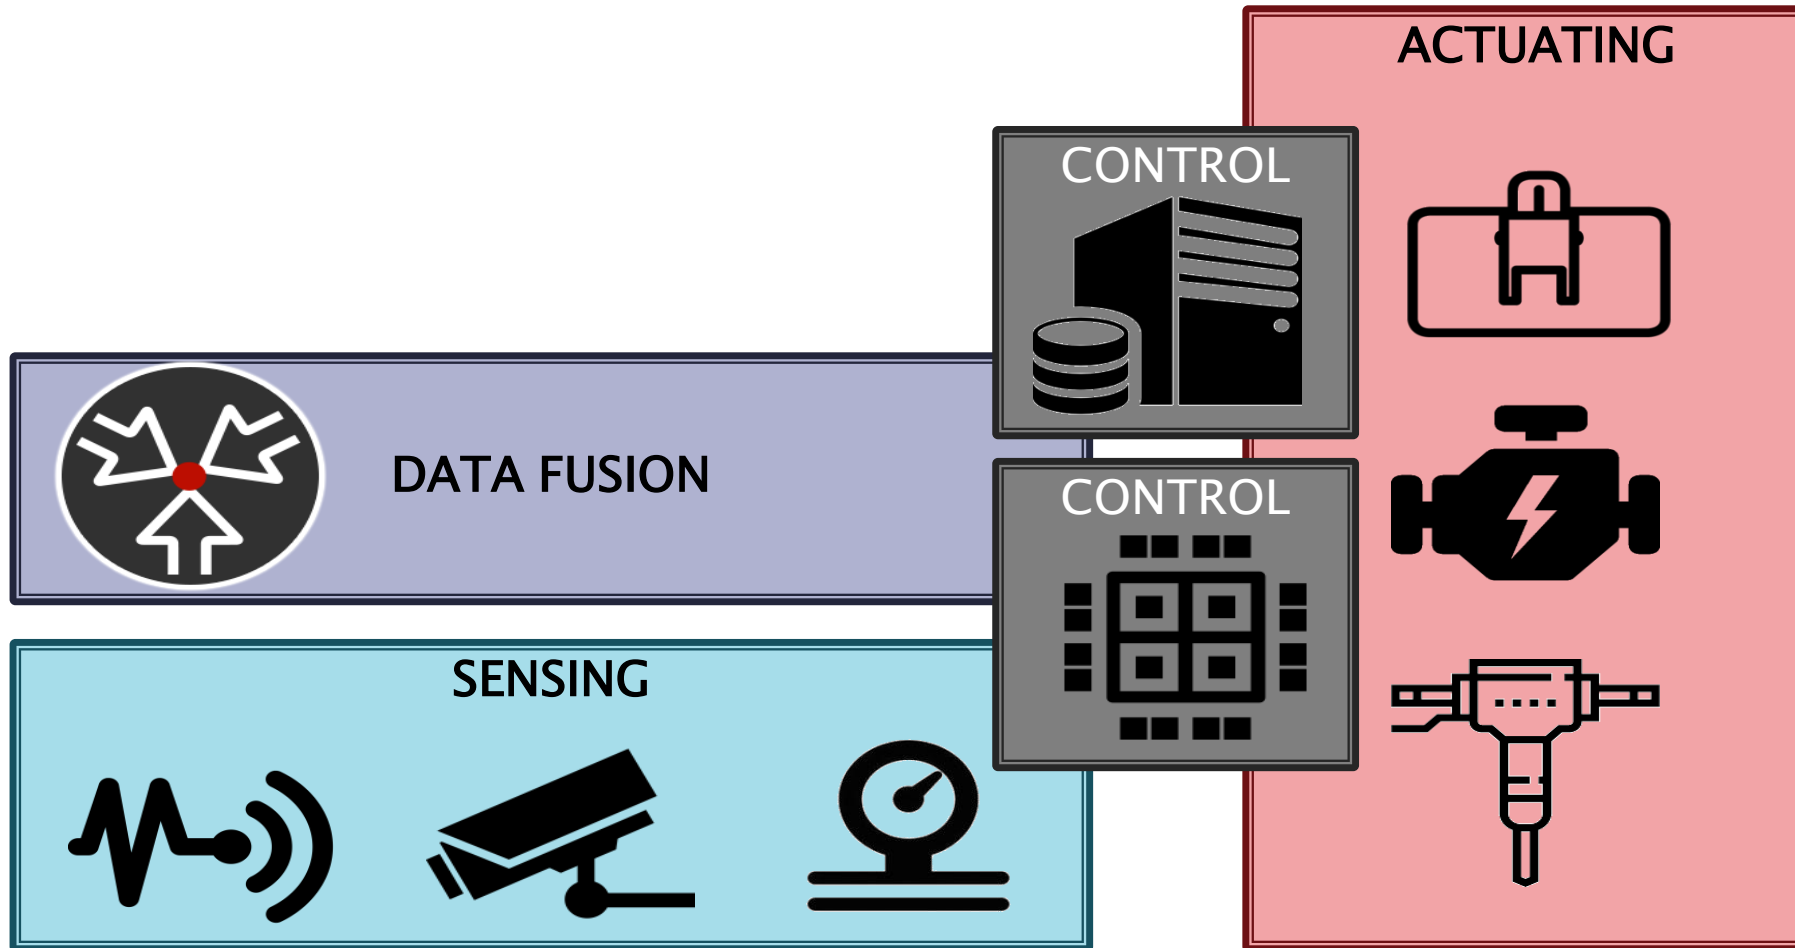 ACTUATING
CONTROL
DATA FUSION
CONTROL
SENSING